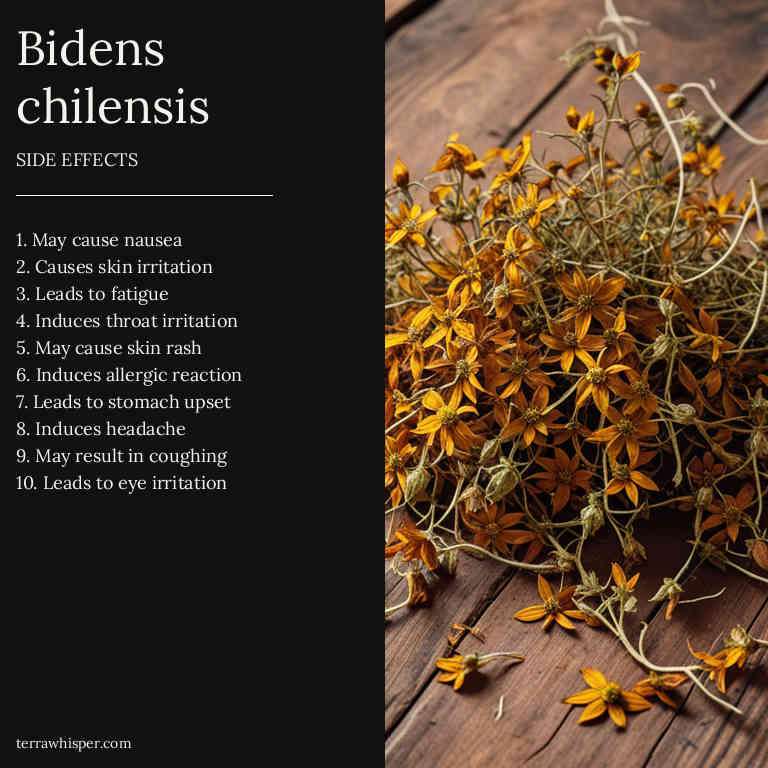 Bidens
chilensis
SIDE EFFECTS
1. May cause nausea
2. Causes skin irritation
3. Leads to fatigue
4. Induces throat irritation
5. May cause skin rash
6. Induces allergic reaction
7. Leads to stomach upset
8. Induces headache
9. May result in coughing
10. Leads to eye irritation
terrawhisper.com